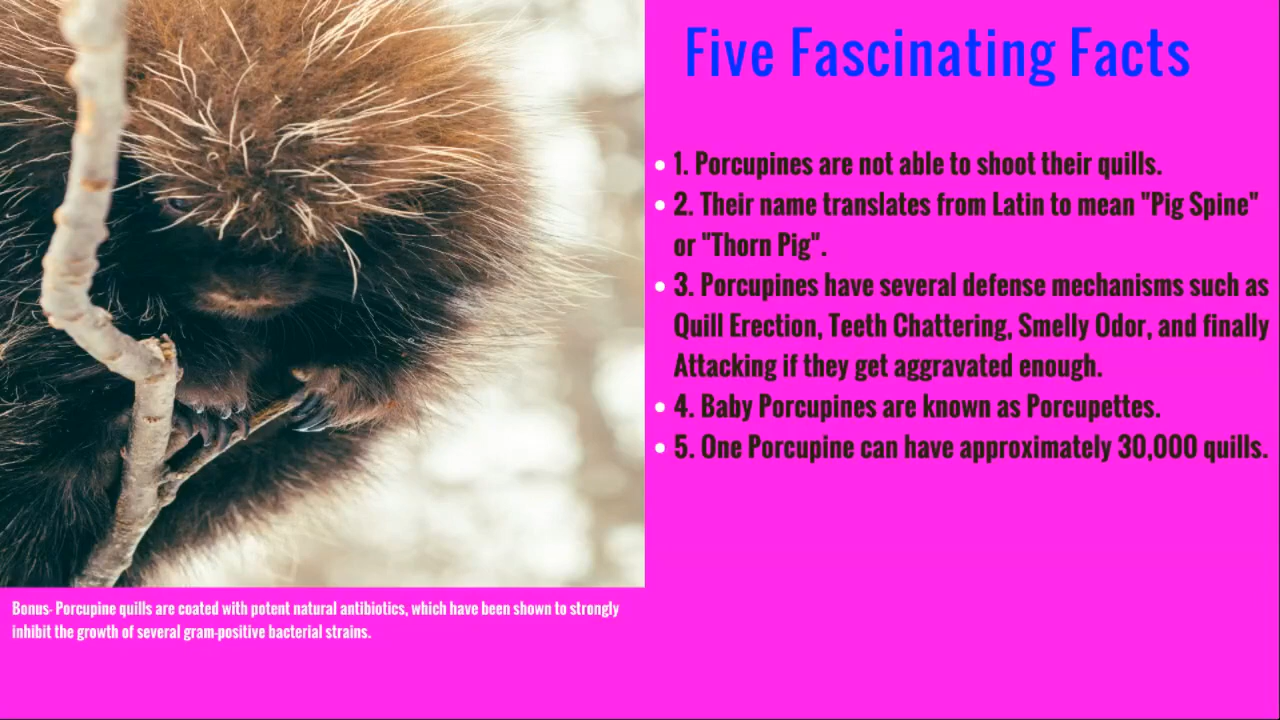 Five Fascinating Facts
1. Porcupines are not able to shoot their quills.
2. Their name translates from Latin to mean "Pig Spine"
or "Thorn Pig".
3. Porcupines have several defense mechanisms such as
Quill Erection, Teeth Chattering, Smelly Odor, and finally
Attacking if they get aggravated enough.
4. Baby Porcupines are known as Porcupettes.
5. One Porcupine can have approximately 30,000 quills.
Bonus- Porcupine quills are coated with potent natural antibiotics, which have been shown to strongly
inhibit the growth of several gram-positive bacterial strains.